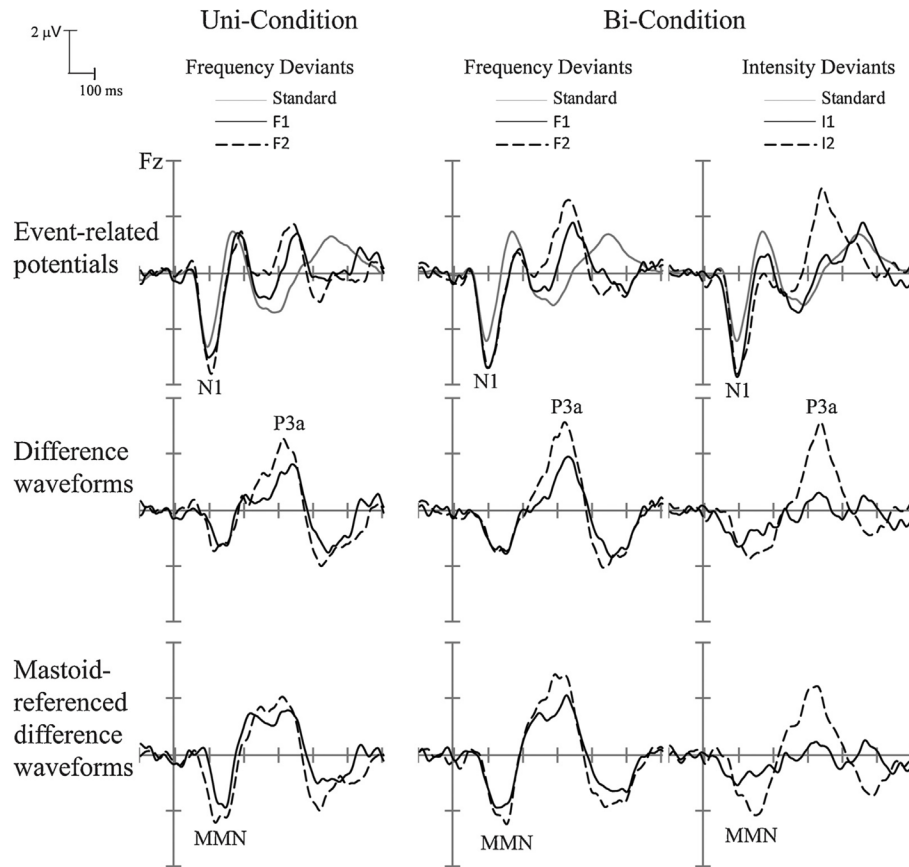 Uni-Condition
Bi-Condition
2 µV
100 ms
Frequency Deviants
Standard
F1
F2
Frequency Deviants
Standard
F1
F2
Intensity Deviants
Standard
I1
I2
Fz
Event-related
potentials
N1
N1
N1
Difference
waveforms
P3a
P3a
P3a
Mastoid-
referenced
difference
waveforms
MMN
MMN
MMN